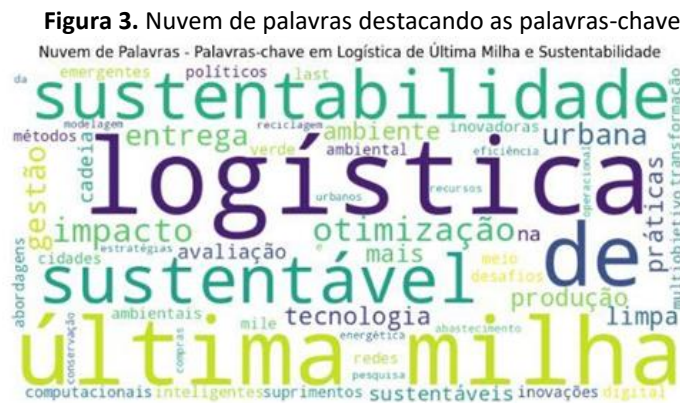 Figura 3. Nuvem de palavras destacando as palavras-chave
Nuvem de Palavras - Palavras-chave em Logística de Última Milha e Sustentabilidade
da emergentes políticos last
sustentabilidade
modelagem reciclagem
métodos entrega ambiente inovadoras urbana
verde ambiental eficiência
cadeia
logística
gestão
urbanos recursos
operacional
práticas
multiobjetivo transformação
impacto otimização na de
estratégias e
abordagens
cidades avaliação mais meio
desafios
sustentável
produção
ambientais mile tecnologia limpa
energética abastecimento
conservação
última milha
compras
redes
pesquisa
computacionais inteligentes suprimentos sustentáveis inovações digital